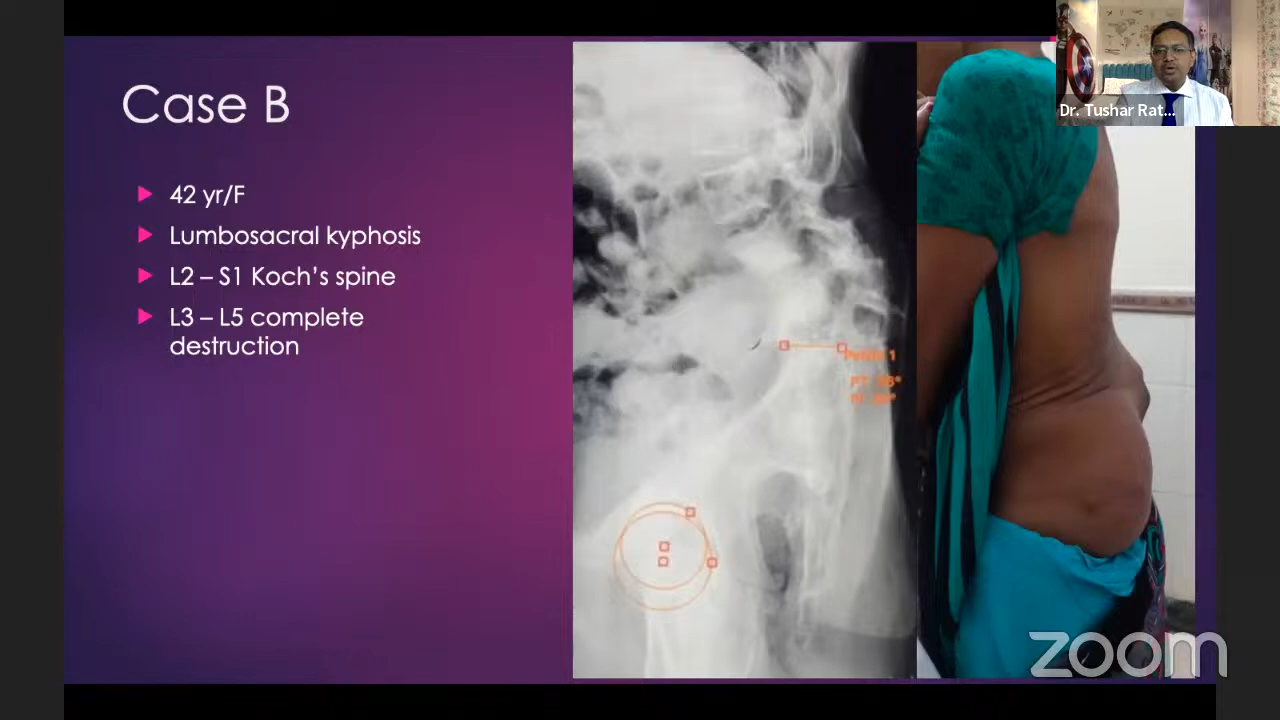 Case B
42 yr/F
Lumbosacral kyphosis
L2 – S1 Koch's spine
L3 – L5 complete
destruction
Dr. Tushar Rat...
zoom